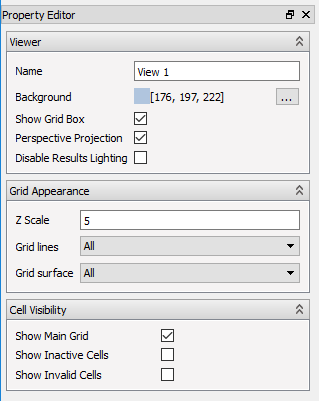 Property Editor
Viewer
Name View 1
Background [176, 197, 222] ...
Show Grid Box
Perspective Projection
Disable Results Lighting
Grid Appearance
Z Scale 5
Grid lines All
Grid surface All
Cell Visibility
Show Main Grid
Show Inactive Cells
Show Invalid Cells